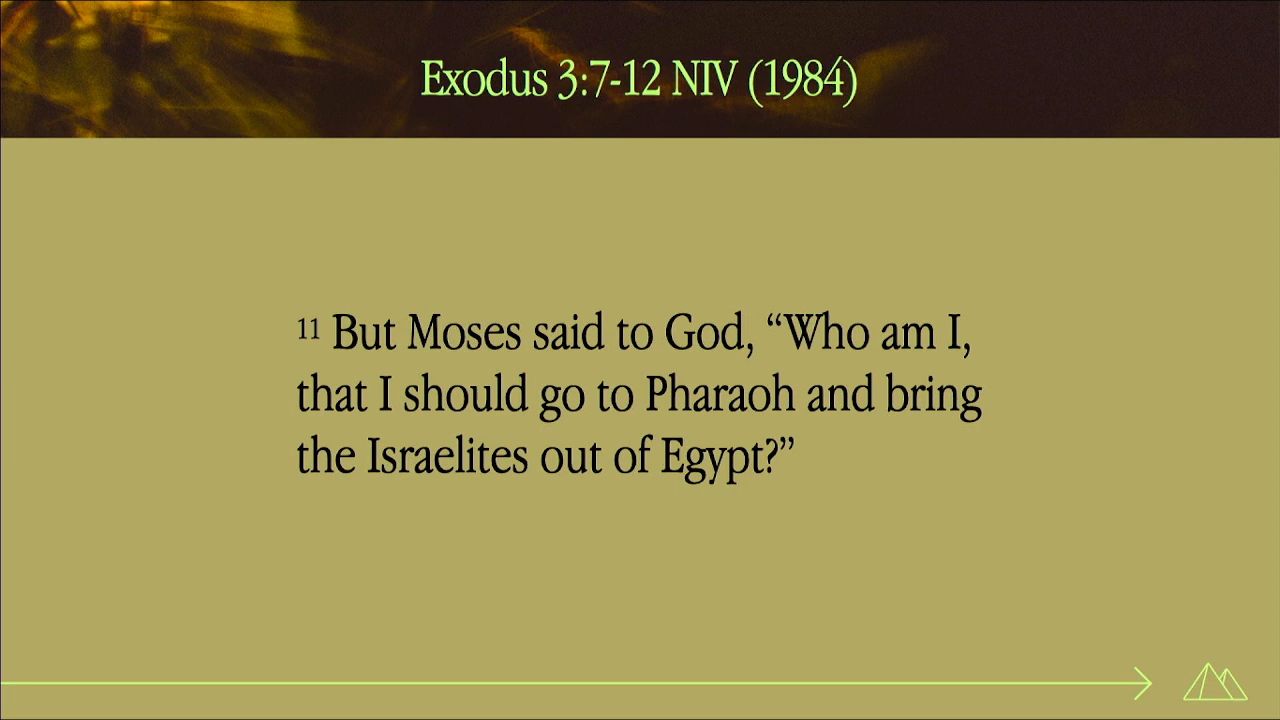 Exodus 3:7-12 NIV (1984)
11 But Moses said to God, “Who am I,
that I should go to Pharaoh and bring
the Israelites out of Egypt?”